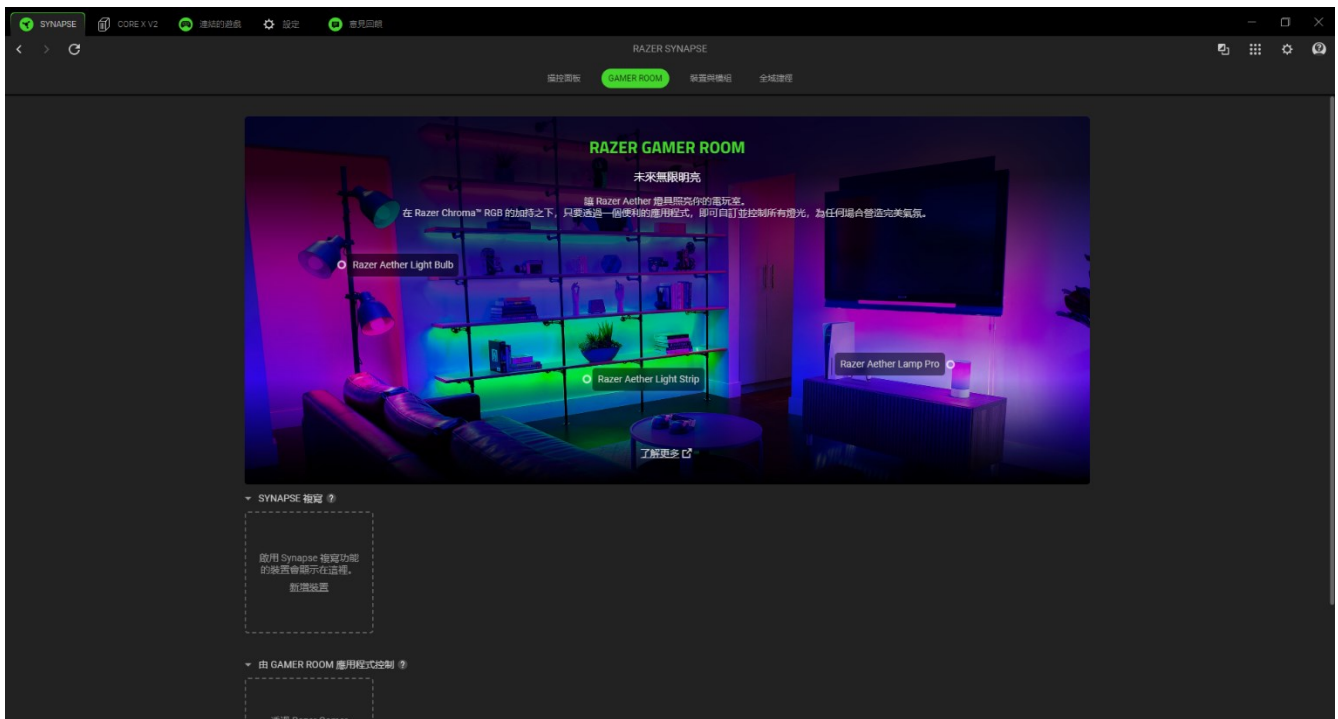 SYNAPSE
CORE X V2
連結的遊戲
設定
意見回饋
RAZER SYNAPSE
操控面板
GAMER ROOM
裝置與模組
全域捷徑
RAZER GAMER ROOM
未來無限明亮
讓 Razer Aether 燈具照亮你的電玩室。
在 Razer Chroma™ RGB 的加持之下，只要透過一個便利的應用程式，即可自訂並控制所有燈光，為任何場合營造完美氣氛。
Razer Aether Light Bulb
Razer Aether Lamp Pro
Razer Aether Light Strip
了解更多
SYNAPSE 複寫 ?
啟用 Synapse 複寫功能
的裝置會顯示在這裡。
新增裝置
由 GAMER ROOM 應用程式控制 ?